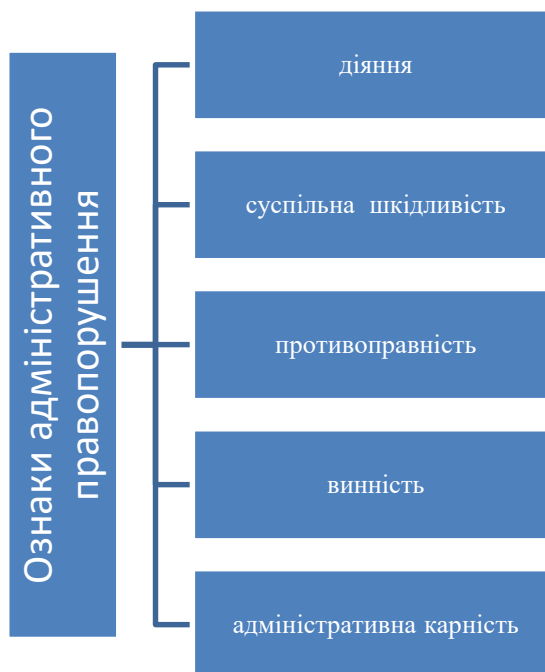 Ознаки адміністративного
правопорушення
діяння
суспільна шкідливість
противоправність
винність
адміністративна карність